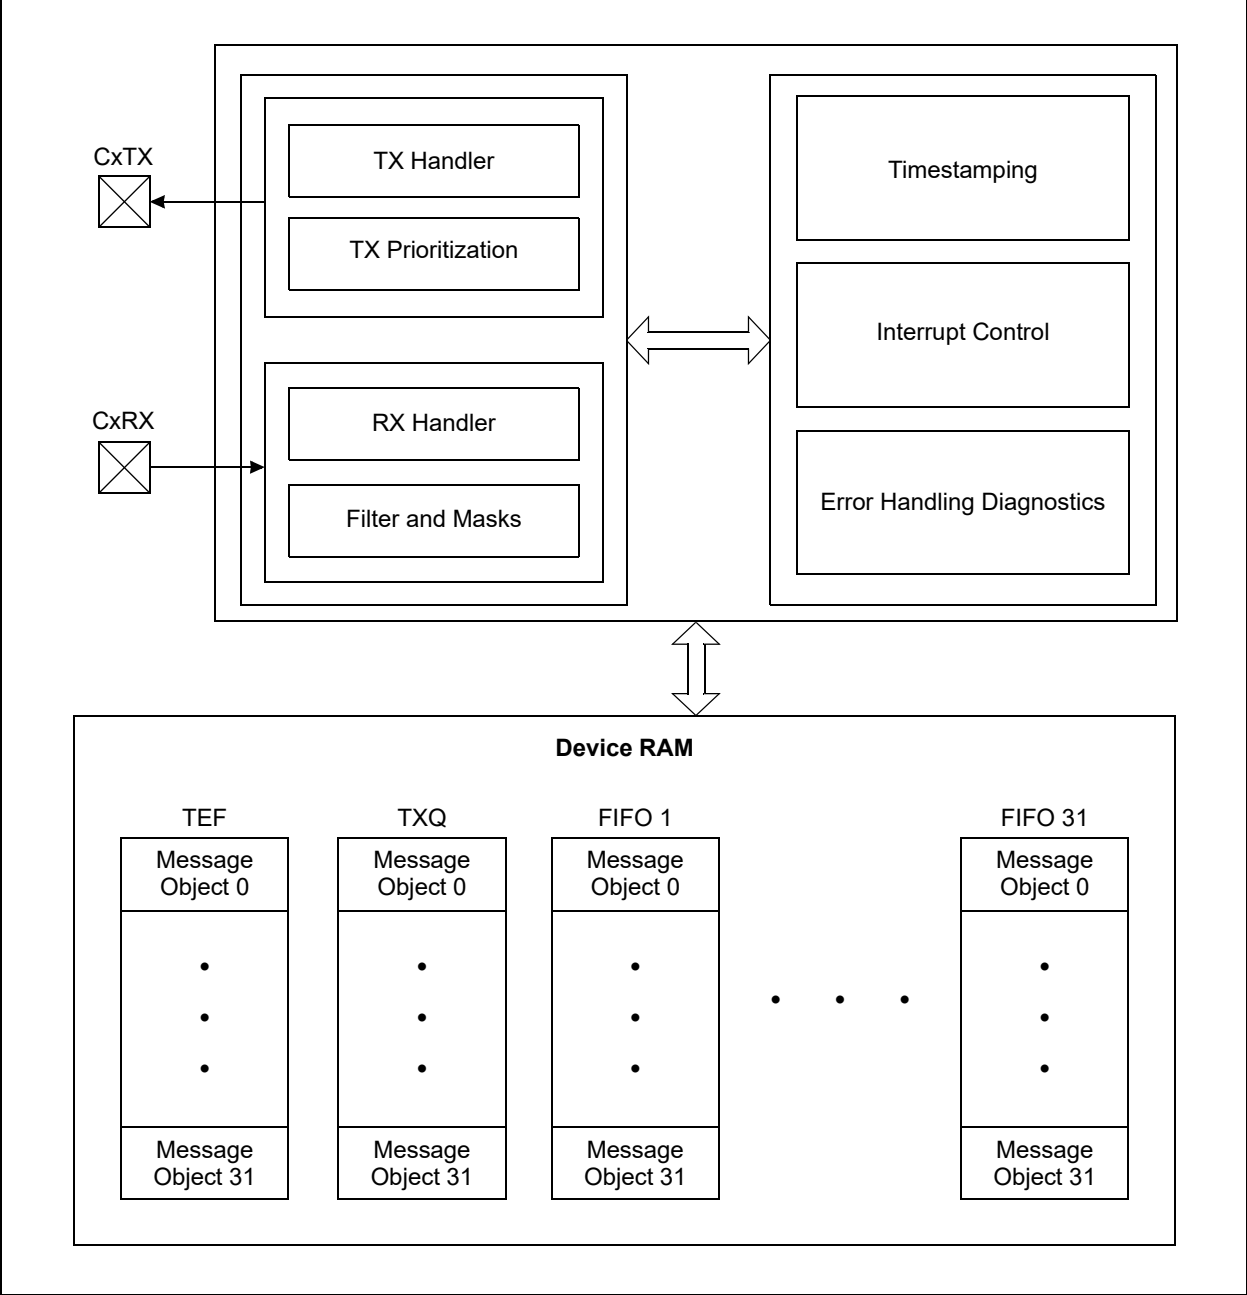 CxTX
TX Handler
TX Prioritization
CxRX
RX Handler
Filter and Masks
Timestamping
Interrupt Control
Error Handling Diagnostics
Device RAM
TEF
Message
Object 0
Message
Object 31
TXQ
Message
Object 0
Message
Object 31
FIFO 1
Message
Object 0
Message
Object 31
FIFO 31
Message
Object 0
Message
Object 31